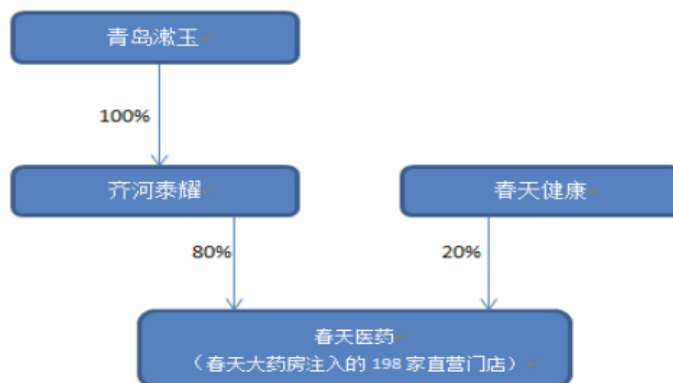 青岛漱玉
100%
齐河泰耀
春天健康
80%
20%
春天医药
（春天大药房注入的 198 家直营门店）